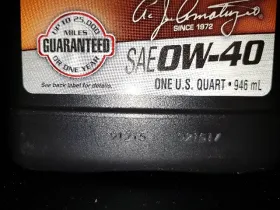 UP TO 25,000
MILES
GUARANTEED
OR ONE YEAR
See back label for details.
A. J. Amatuzio
SINCE 1972
SAE 0W-40
ONE U.S. QUART • 946 mL